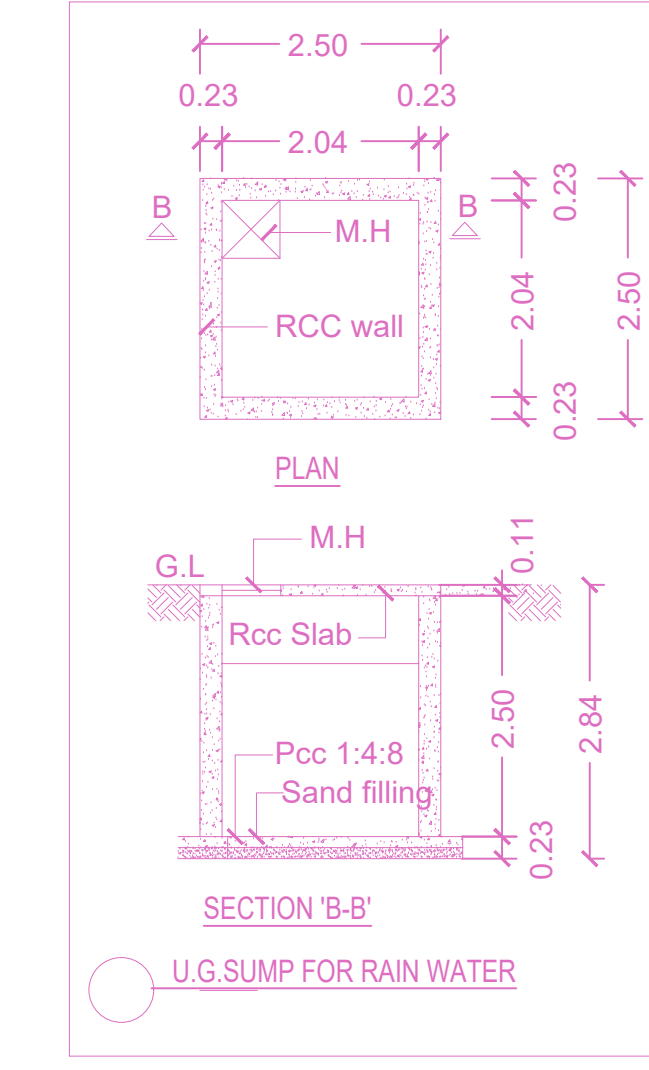 2.50
0.23
0.23
2.04
B
B
M.H
RCC wall
0.23
2.04
2.50
0.23
PLAN
M.H
G.L
0.11
Rcc Slab
2.50
2.84
Pcc 1:4:8
Sand filling
0.23
SECTION 'B-B'
U.G.SUMP FOR RAIN WATER